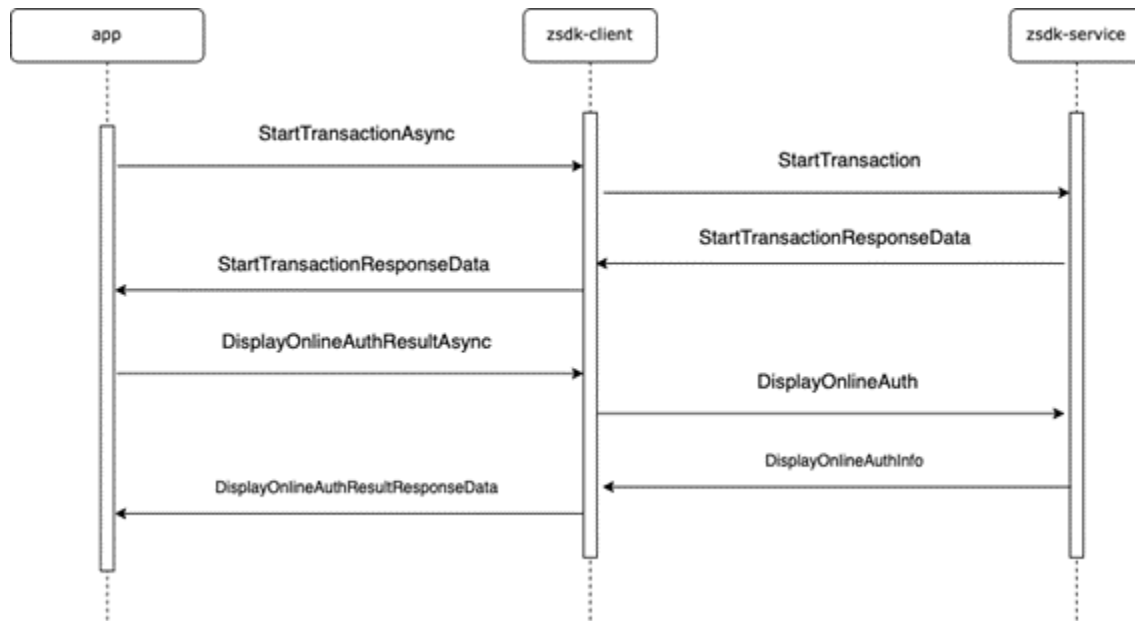 app
zsdk-client
zsdk-service
StartTransactionAsync
StartTransaction
StartTransactionResponseData
StartTransactionResponseData
DisplayOnlineAuthResultAsync
DisplayOnlineAuth
DisplayOnlineAuthInfo
DisplayOnlineAuthResultResponseData